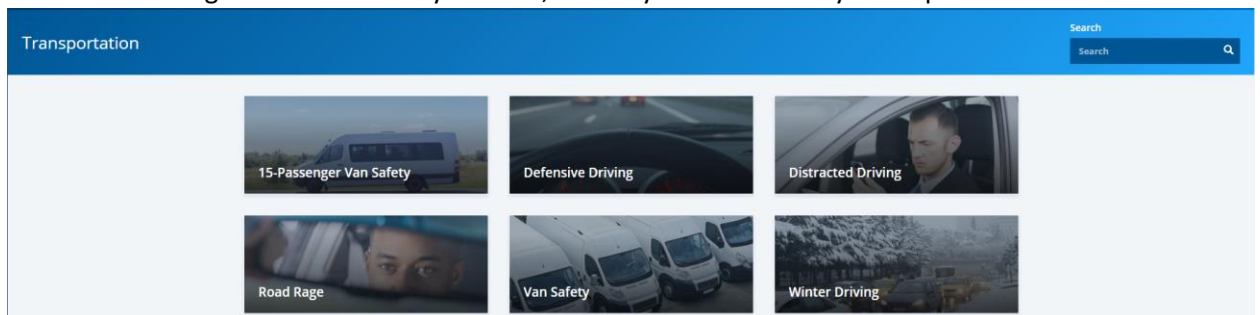 Search
Transportation
Search
15-Passenger Van Safety
Defensive Driving
Distracted Driving
Road Rage
Van Safety
Winter Driving